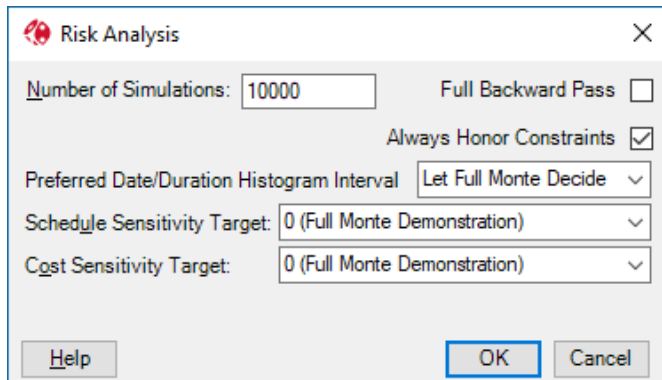 Risk Analysis
Number of Simulations: 10000 Full Backward Pass
Always Honor Constraints
Preferred Date/Duration Histogram Interval Let Full Monte Decide
Schedule Sensitivity Target: 0 (Full Monte Demonstration)
Cost Sensitivity Target: 0 (Full Monte Demonstration)
Help OK Cancel